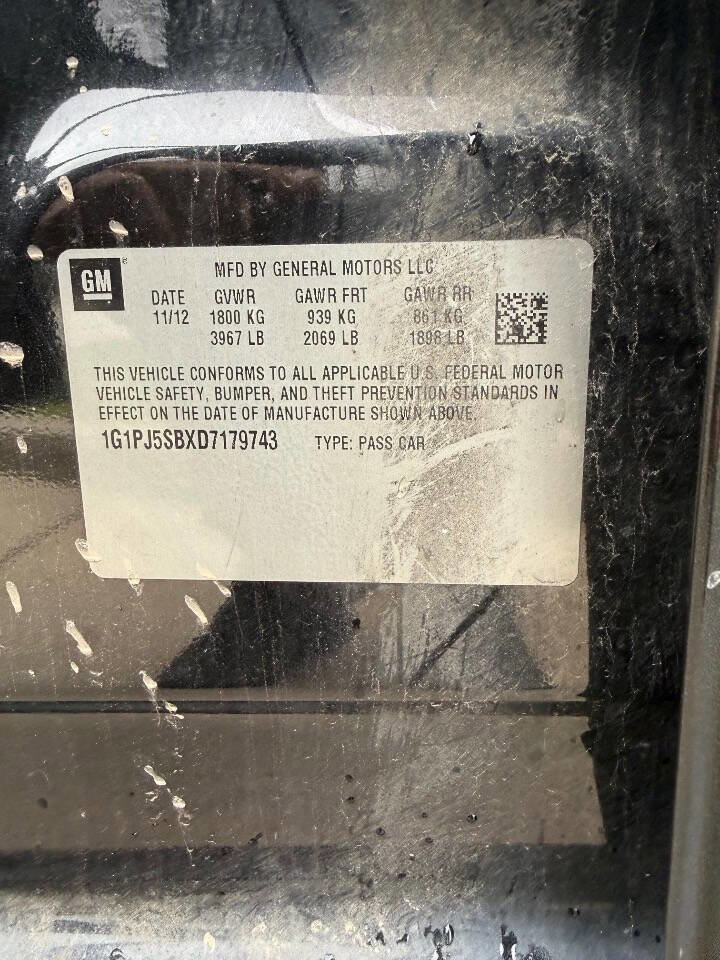 GM
MFD BY GENERAL MOTORS LLC
DATE GVWR GAWR FRT GAWR RR
11/12 1800 KG 939 KG 861 KG
3967 LB 2069 LB 1898 LB
THIS VEHICLE CONFORMS TO ALL APPLICABLE U.S. FEDERAL MOTOR
VEHICLE SAFETY, BUMPER, AND THEFT PREVENTION STANDARDS IN
EFFECT ON THE DATE OF MANUFACTURE SHOWN ABOVE.
1G1PJ5SBXD7179743 TYPE: PASS CAR